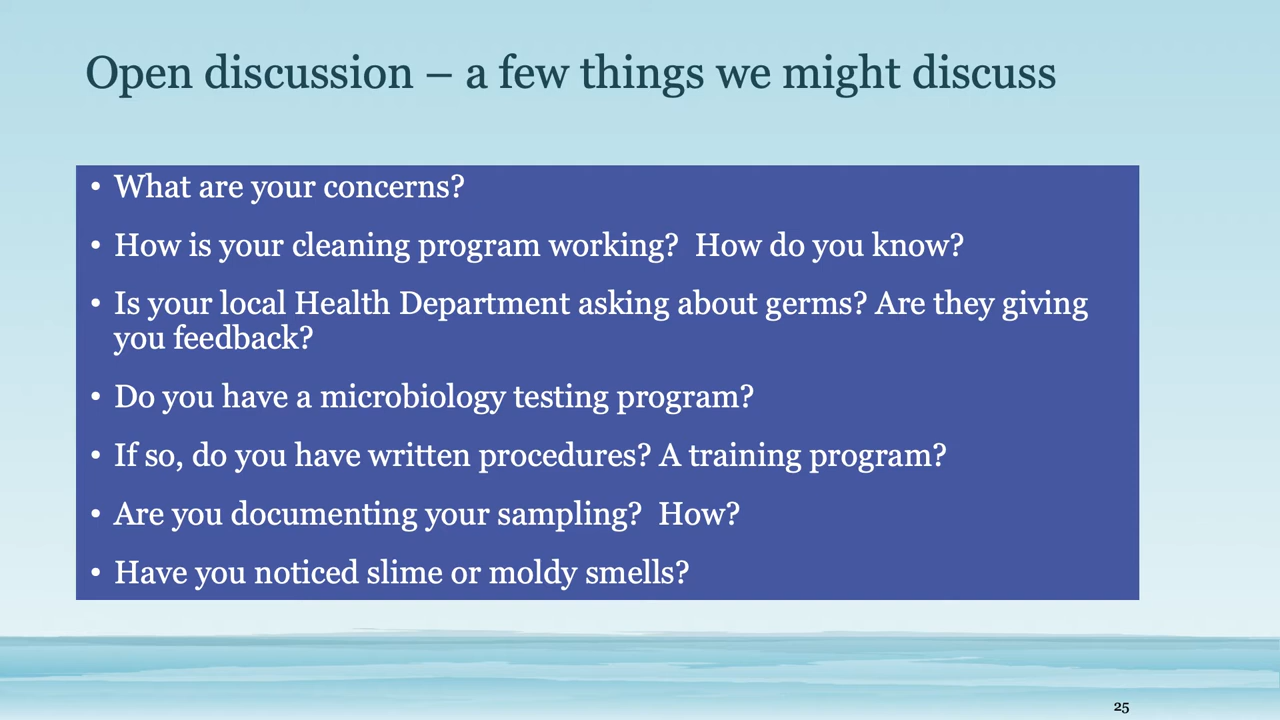 Open discussion – a few things we might discuss
• What are your concerns?
• How is your cleaning program working?  How do you know?
• Is your local Health Department asking about germs? Are they giving
you feedback?
• Do you have a microbiology testing program?
• If so, do you have written procedures? A training program?
• Are you documenting your sampling?  How?
• Have you noticed slime or moldy smells?
25